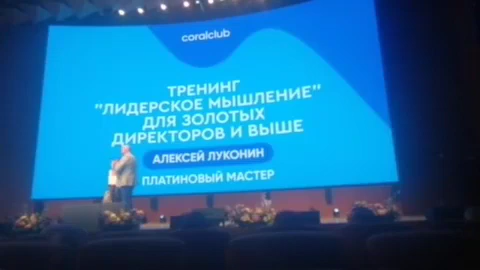 coralclub
ТРЕНИНГ
"ЛИДЕРСКОЕ МЫШЛЕНИЕ"
ДЛЯ ЗОЛОТЫХ
ДИРЕКТОРОВ И ВЫШЕ
АЛЕКСЕЙ ЛУКОНИН
ПЛАТИНОВЫЙ МАСТЕР